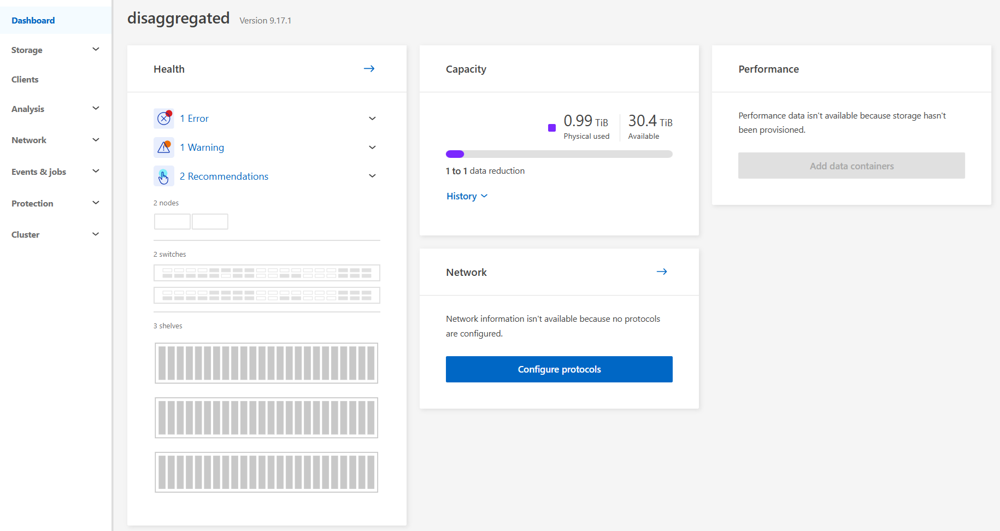 Dashboard
Storage
Clients
Analysis
Network
Events & jobs
Protection
Cluster
disaggregated Version 9.17.1
Health
1 Error
1 Warning
2 Recommendations
2 nodes
2 switches
3 shelves
Capacity
0.99 TiB 30.4 TiB
Physical used Available
1 to 1 data reduction
History
Network
Network information isn't available because no protocols
are configured.
Configure protocols
Performance
Performance data isn't available because storage hasn't
been provisioned.
Add data containers